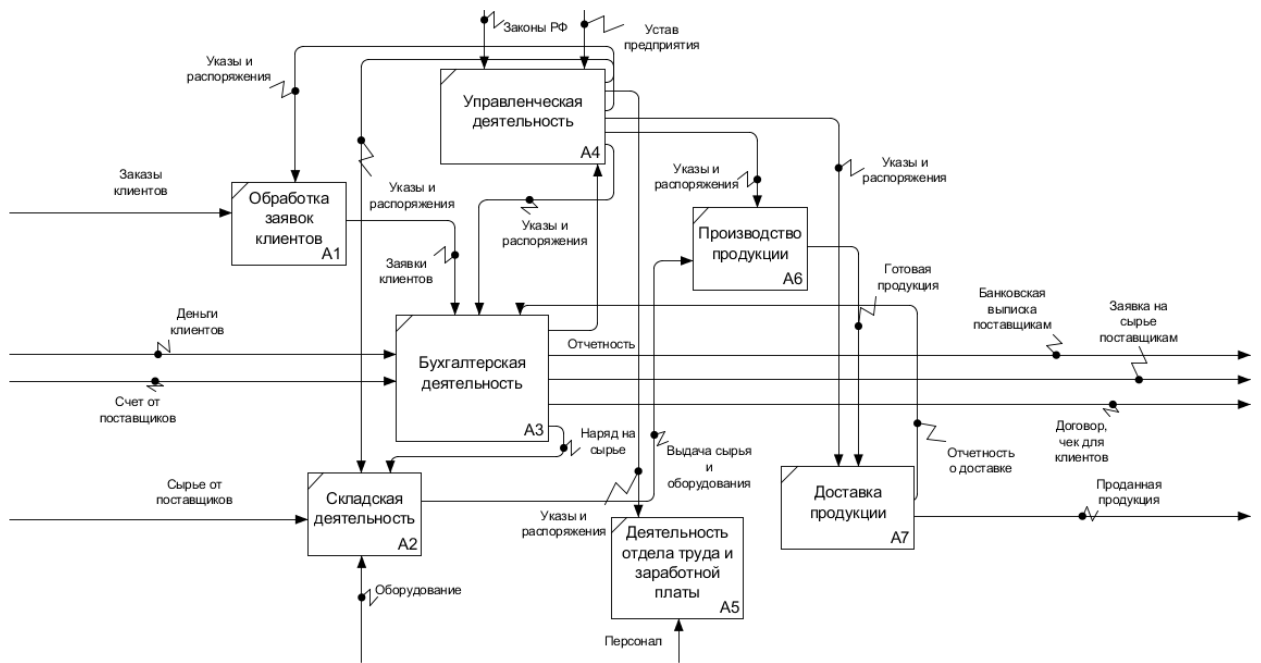 Законы РФ
Устав
предприятия
Указы и
распоряжения
Управленческая
деятельность
A4
Заказы
клиентов
Обработка
заявок
клиентов
A1
Указы и
распоряжения
Указы и
распоряжения
Указы и
распоряжения
Указы и
распоряжения
Производство
продукции
A6
Заявки
клиентов
Готовая
продукция
Деньги
клиентов
Бухгалтерская
деятельность
A3
Отчетность
Банковская
выписка
поставщикам
Заявка на
сырье
поставщикам
Счет от
поставщиков
Наряд на
сырье
Выдача сырья
и
оборудования
Отчетность
о доставке
Договор,
чек для
клиентов
Сырье от
поставщиков
Складская
деятельность
A2
Указы и
распоряжения
Доставка
продукции
A7
Проданная
продукция
Деятельность
отдела труда и
заработной
платы
A5
Оборудование
Персонал